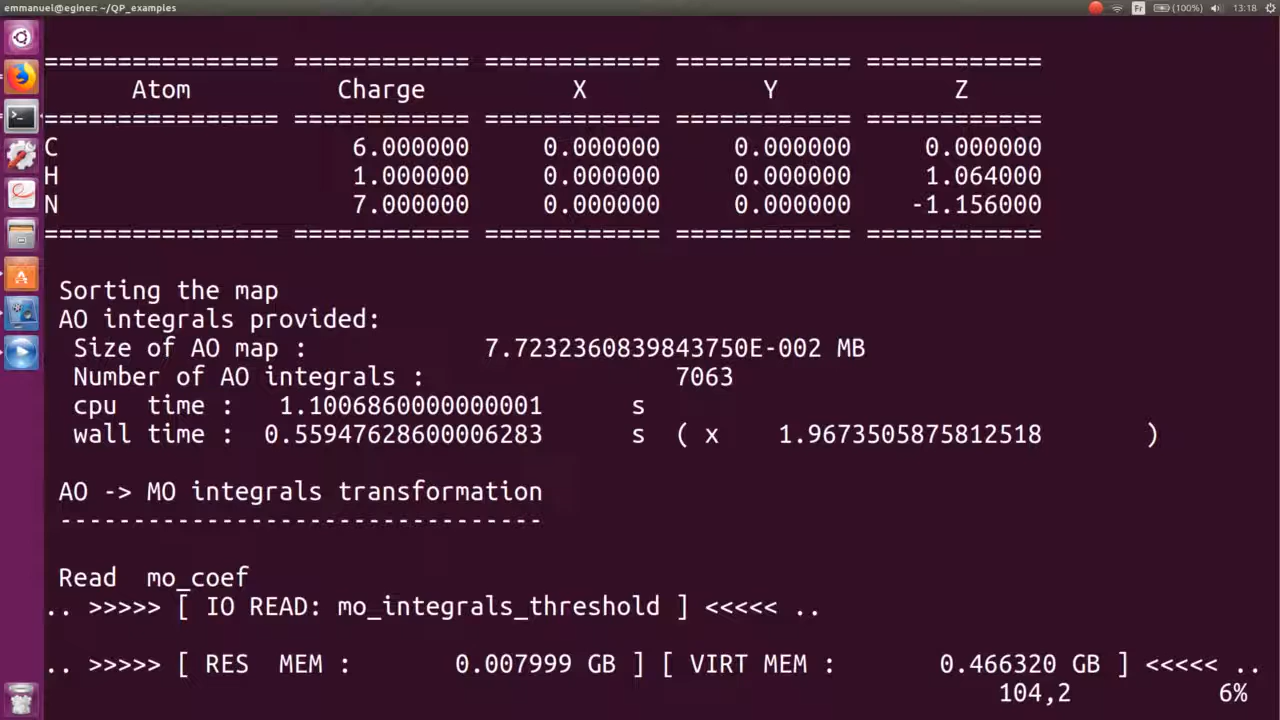 emmanuel@eginer: ~/QP_examples Fr (100%) 13:18
================ ============ ============ ============ ============
Atom Charge X Y Z
================ ============ ============ ============ ============
C 6.000000 0.000000 0.000000 0.000000
H 1.000000 0.000000 0.000000 1.064000
N 7.000000 0.000000 0.000000 -1.156000
================ ============ ============ ============ ============
Sorting the map
AO integrals provided:
Size of AO map : 7.7232360839843750E-002 MB
Number of AO integrals : 7063
cpu time : 1.1006860000000001 s
wall time : 0.55947628600006283 s ( x 1.9673505875812518 )
AO -> MO integrals transformation
---------------------------------
Read mo_coef
.. >>>>> [ IO READ: mo_integrals_threshold ] <<<<< ..
.. >>>>> [ RES MEM : 0.007999 GB ] [ VIRT MEM : 0.466320 GB ] <<<<< ..
104,2 6%